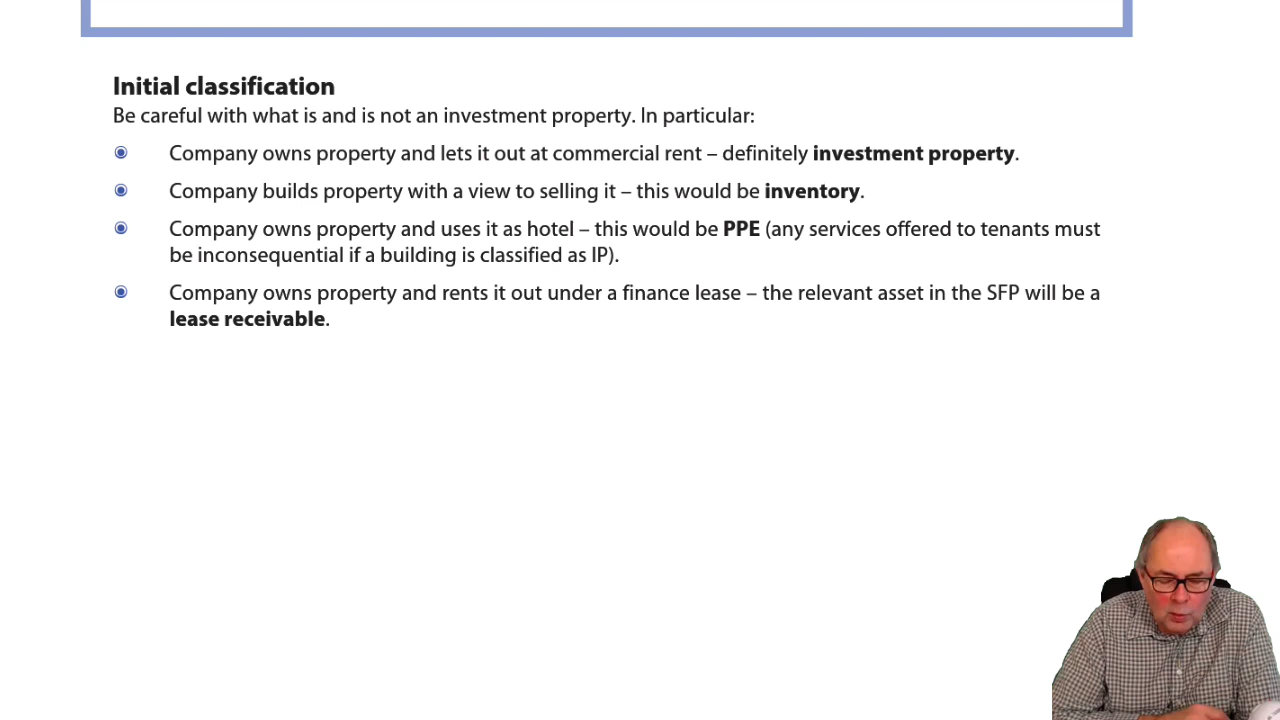 Initial classification
Be careful with what is and is not an investment property. In particular:
Company owns property and lets it out at commercial rent – definitely investment property.
Company builds property with a view to selling it – this would be inventory.
Company owns property and uses it as hotel – this would be PPE (any services offered to tenants must
be inconsequential if a building is classified as IP).
Company owns property and rents it out under a finance lease – the relevant asset in the SFP will be a
lease receivable.